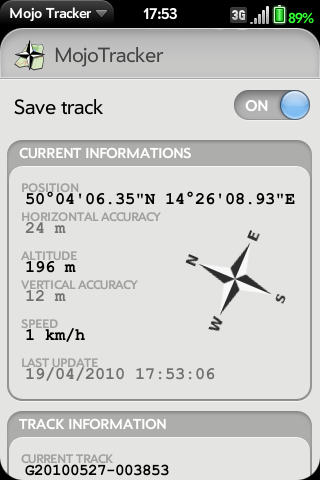 Mojo Tracker 17:53 3G 89%
MojoTracker
Save track ON
CURRENT INFORMATIONS
POSITION
50°04'06.35"N 14°26'08.93"E
HORIZONTAL ACCURACY
24 m
ALTITUDE
196 m
VERTICAL ACCURACY
12 m
SPEED
1 km/h
LAST UPDATE
19/04/2010 17:53:06
N E S W
TRACK INFORMATION
CURRENT TRACK
G20100527-003853